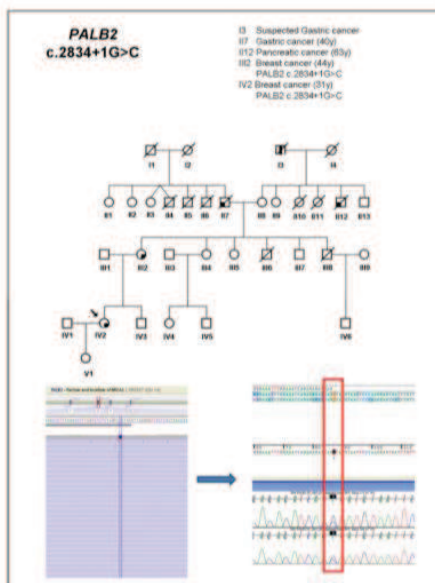 PALB2
c.2834+1G>C
I3 Suspected Gastric cancer
II7 Gastric cancer (40y)
II12 Pancreatic cancer (63y)
III2 Breast cancer (44y)
PALB2 c.2834+1G>C
IV2 Breast cancer (31y)
PALB2 c.2834+1G>C
I1 I2 I3 I4
II1 II2 II3 II4 II5 II6 II7 II8 II9 II10 II11 II12 II13
III1 III2 III3 III4 III5 III6 III7 III8 III9
IV1 IV2 IV3 IV4 IV5 IV6
V1